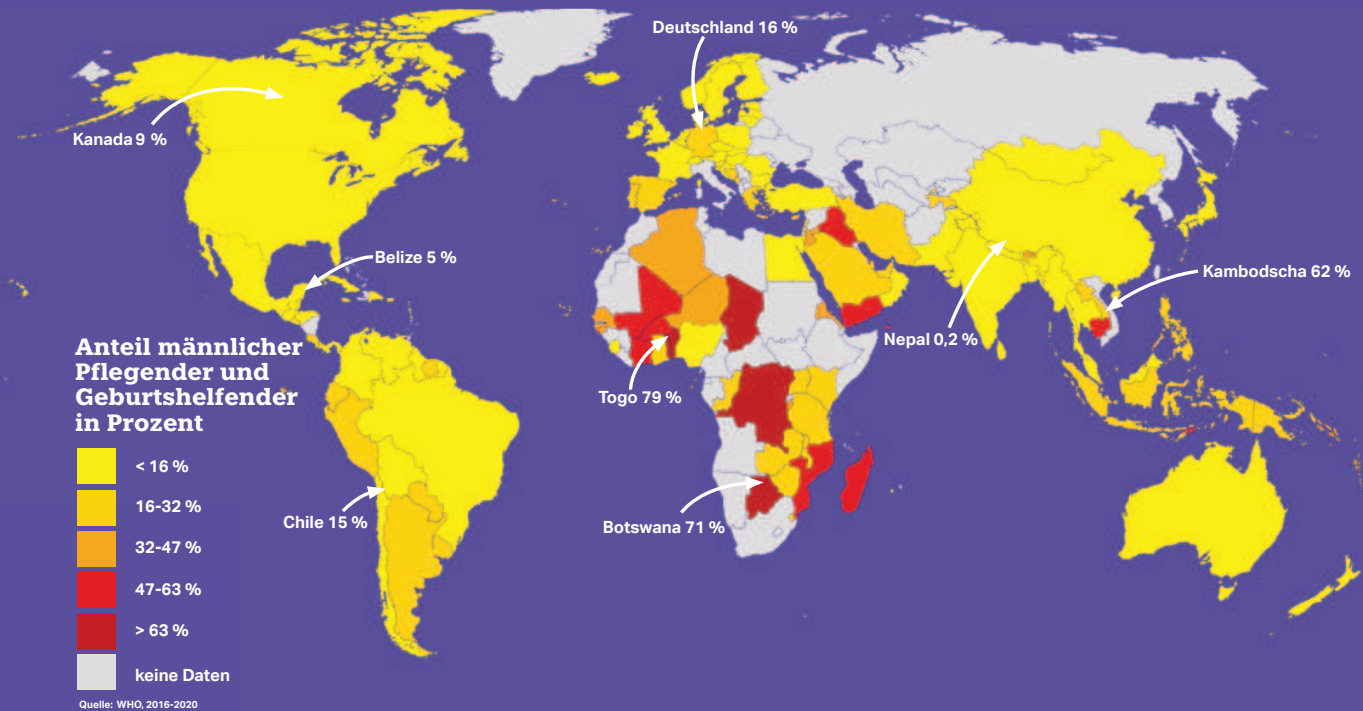 Deutschland 16 %
Kanada 9 %
Belize 5 %
Kambodscha 62 %
Nepal 0,2 %
Togo 79 %
Chile 15 %
Botswana 71 %
Anteil männlicher
Pflegender und
Geburtshelfender
in Prozent
< 16 %
16-32 %
32-47 %
47-63 %
> 63 %
keine Daten
Quelle: WHO, 2016-2020